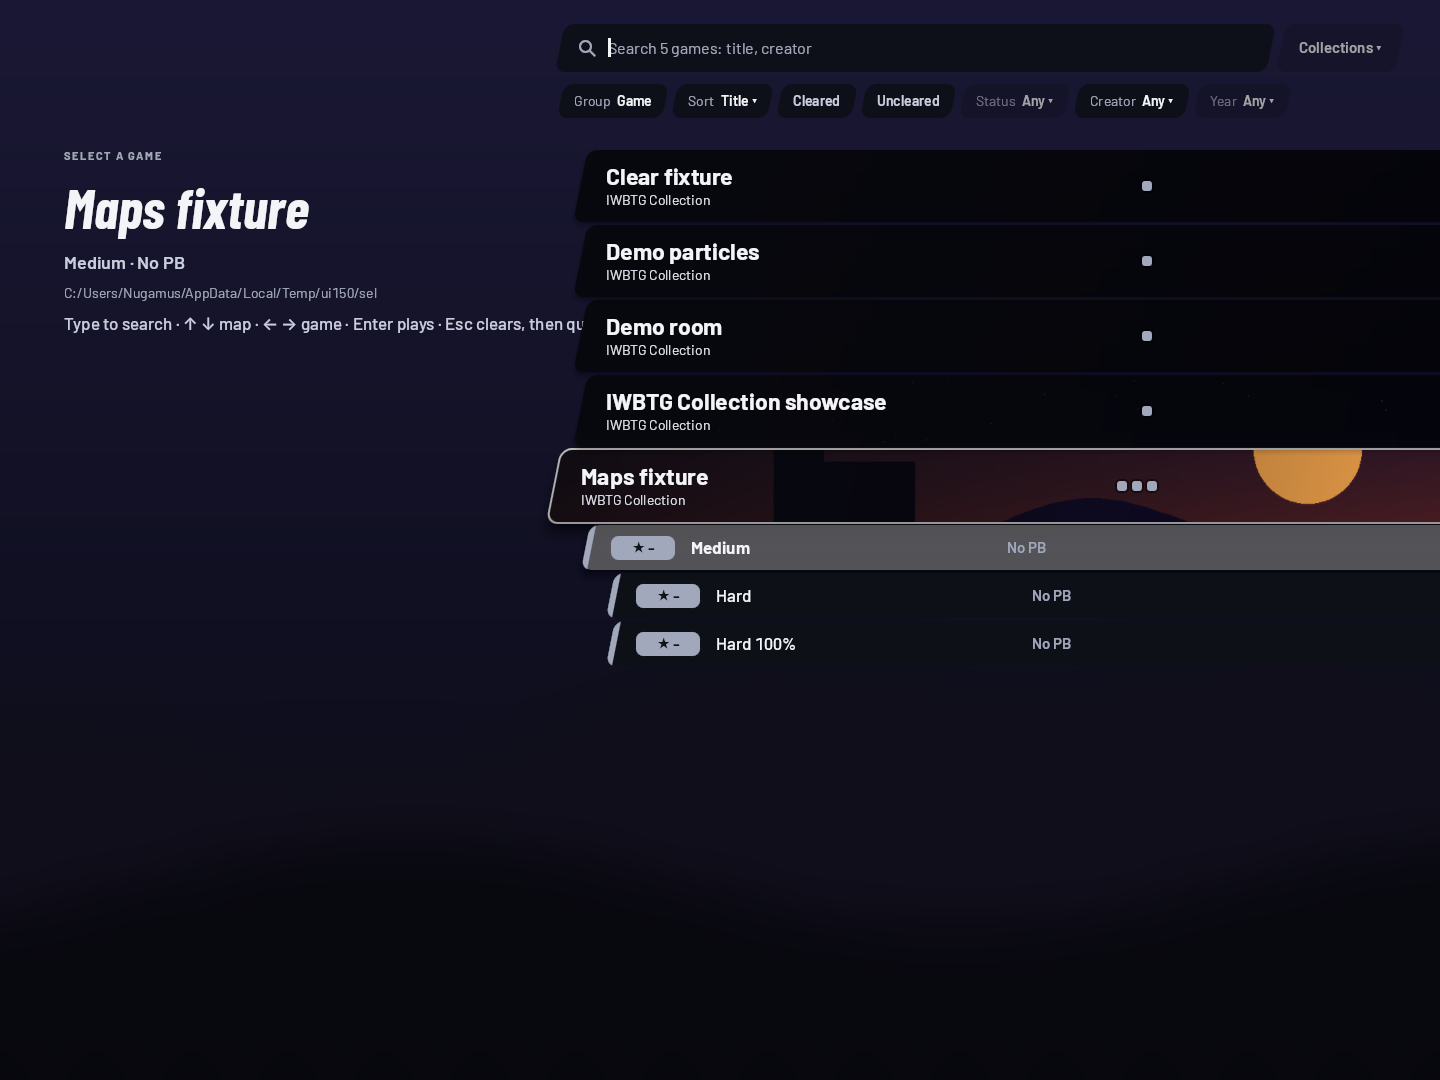 Search 5 games: title, creator
Collections ▾
Group Game
Sort Title ▾
Cleared
Uncleared
Status Any ▾
Creator Any ▾
Year Any ▾
SELECT A GAME
Maps fixture
Medium · No PB
C:/Users/Nugamus/AppData/Local/Temp/ui150/sel
Type to search · ↑ ↓ map · ← → game · Enter plays · Esc clears, then
Clear fixture
IWBTG Collection
Demo particles
IWBTG Collection
Demo room
IWBTG Collection
IWBTG Collection showcase
IWBTG Collection
Maps fixture
IWBTG Collection
★ – Medium No PB
★ – Hard No PB
★ – Hard 100% No PB